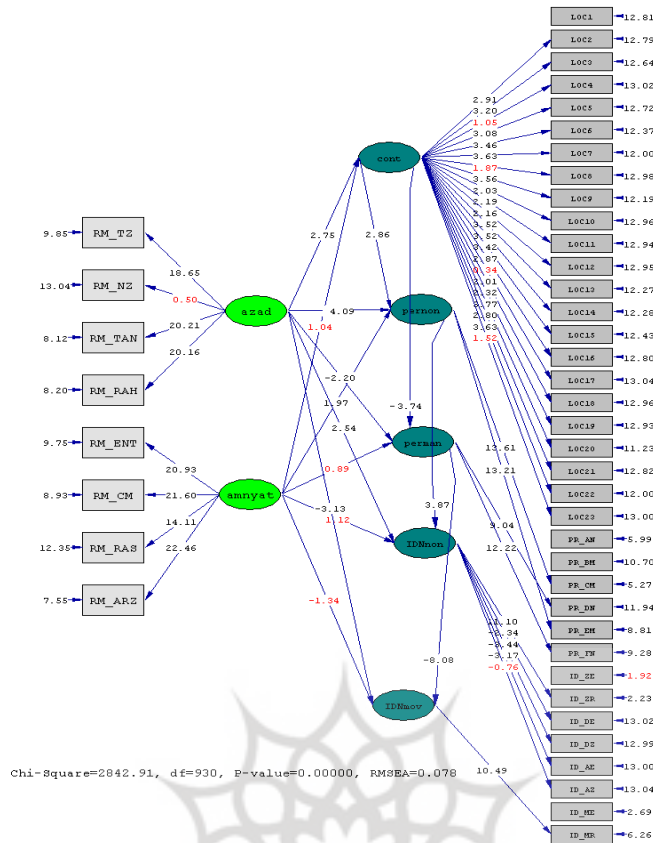 LOC1 12.81
LOC2 12.79
LOC3 12.64
LOC4 13.02
2.91
LOC5 12.72
3.20
1.05
LOC6 12.37
3.08
3.46
LOC7 12.00
cont
3.63
1.87
LOC8 12.98
3.56
LOC9 12.19
2.03
2.19
LOC10 12.96
2.16
9.85 RM_TZ
2.75
2.86
3.52
LOC11 12.94
3.52
3.42
LOC12 12.95
18.65
2.87
0.34
LOC13 12.27
13.04 RM_NZ
0.50
2.01
2.32
LOC14 12.28
azad
4.09
pernon
3.77
20.21
2.80
LOC15 12.43
8.12 RM_TAN
1.04
3.63
1.52
LOC16 12.80
20.16
LOC17 13.04
8.20 RM_RAH
-2.20
LOC18 12.96
1.97
-3.74
LOC19 12.93
2.54
9.75 RM_ENT
perman
13.61
LOC20 11.23
20.93
0.89
13.21
LOC21 12.82
8.93 RM_CM
21.60
amnyat
LOC22 12.00
-3.13
3.87
LOC23 13.00
14.11
1.12
9.04
12.35 RM_RAS
22.46
IDNnon
12.22
PR_AN 5.99
PR_BM 10.70
7.55 RM_ARZ
-1.34
PR_CM 5.27
PR_DN 11.94
11.10
PR_EM 8.81
-3.34
-3.44
PR_FN 9.28
-3.17
-8.08
-0.76
ID_ZE 1.92
ID_ZR 2.23
IDNmov
ID_DE 13.02
ID_DZ 12.99
ID_AE 13.00
Chi-Square=2842.91, df=930, P-value=0.00000, RMSEA=0.078
10.49
ID_AZ 13.04
ID_ME 2.69
ID_MR 6.26